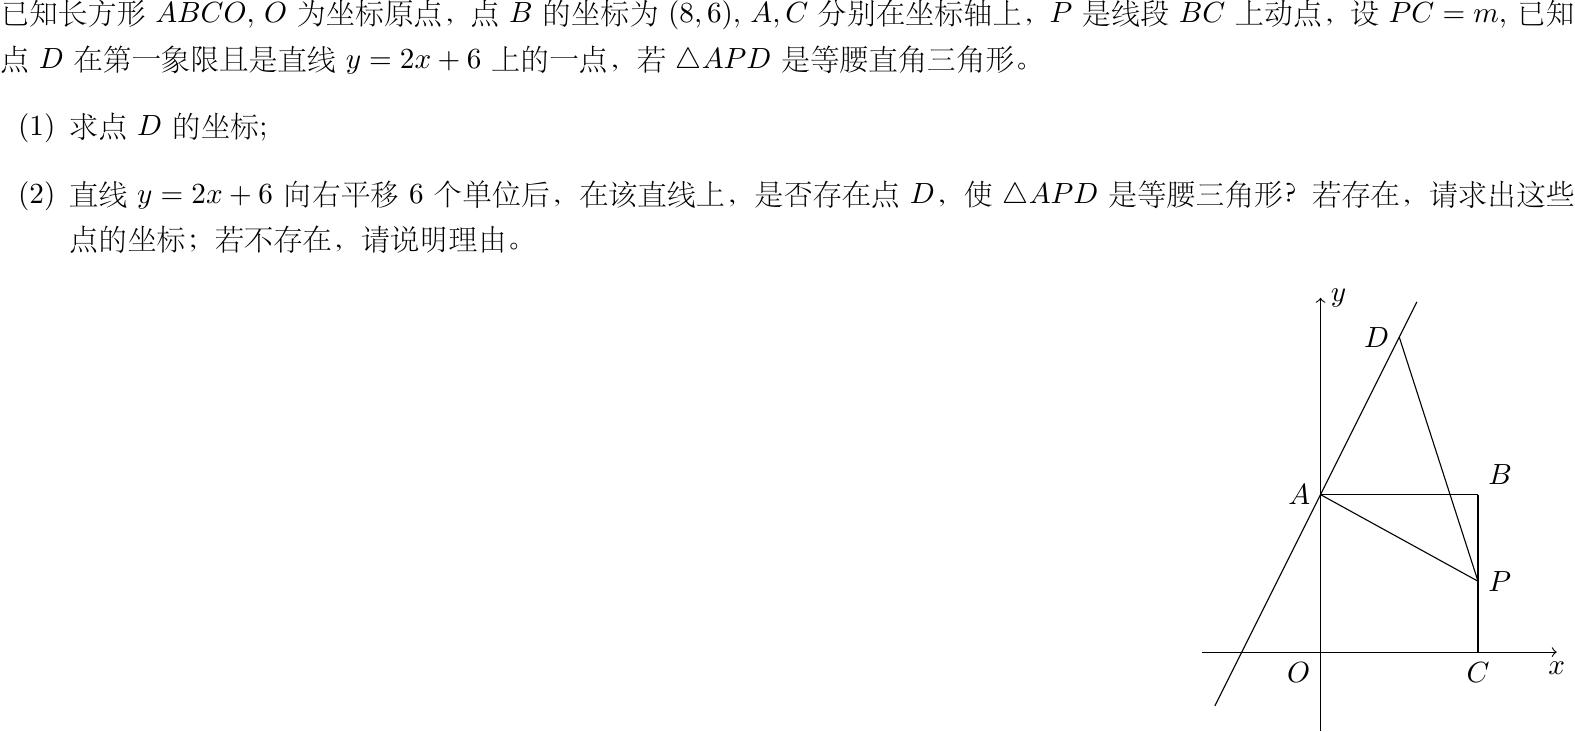 已知长方形 ABCO, O 为坐标原点，点 B 的坐标为 (8, 6), A, C 分别在坐标轴上，P 是线段 BC 上动点，设 PC = m, 已知
点 D 在第一象限且是直线 y = 2x + 6 上的一点，若 △APD 是等腰直角三角形。
(1) 求点 D 的坐标;
(2) 直线 y = 2x + 6 向右平移 6 个单位后，在该直线上，是否存在点 D，使 △APD 是等腰三角形？若存在，请求出这些
点的坐标；若不存在，请说明理由。
y
D
B
A
P
O
C
x